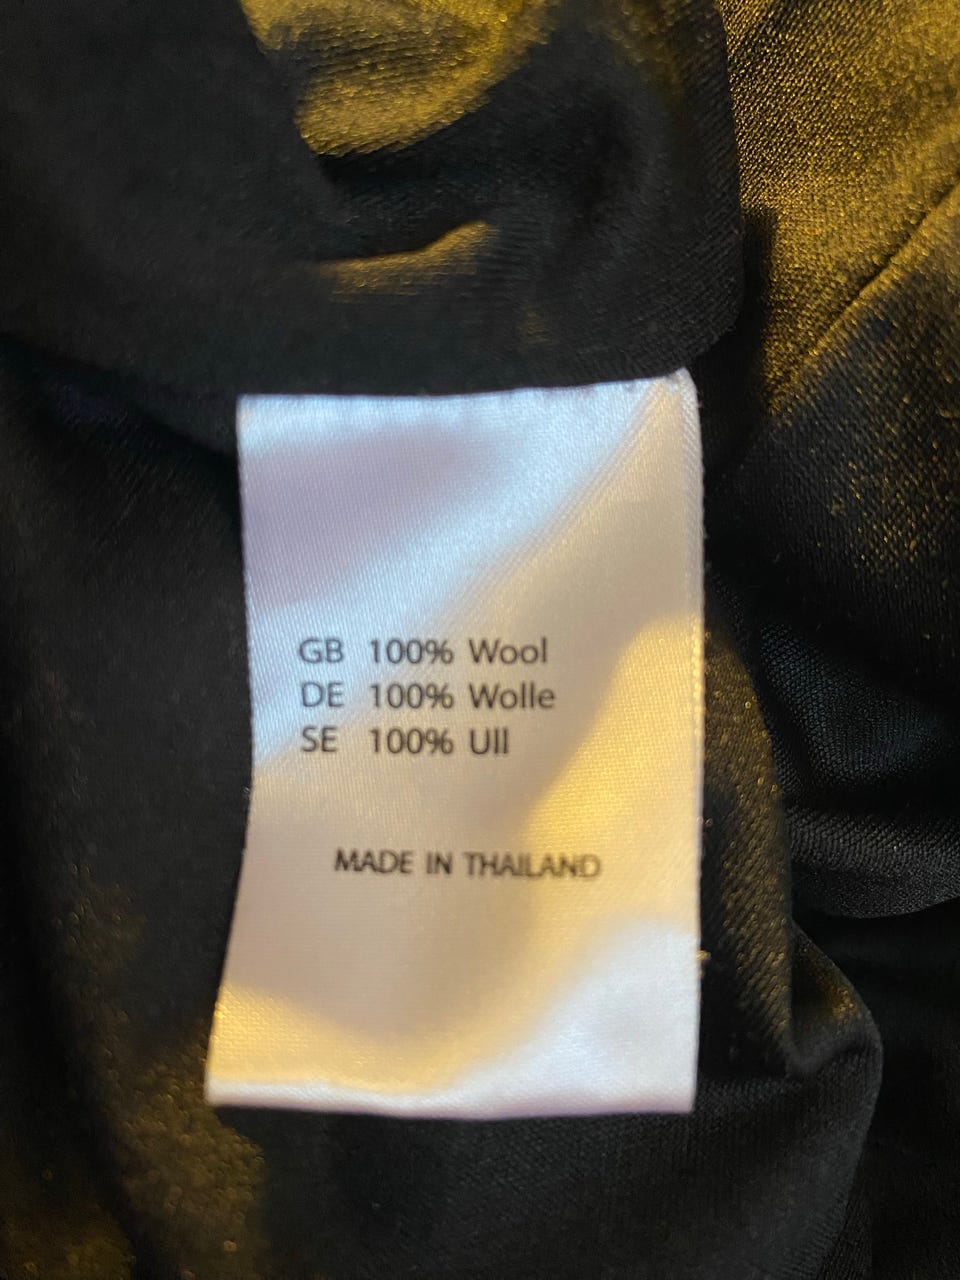 GB 100% Wool
DE 100% Wolle
SE 100% Ull
MADE IN THAILAND